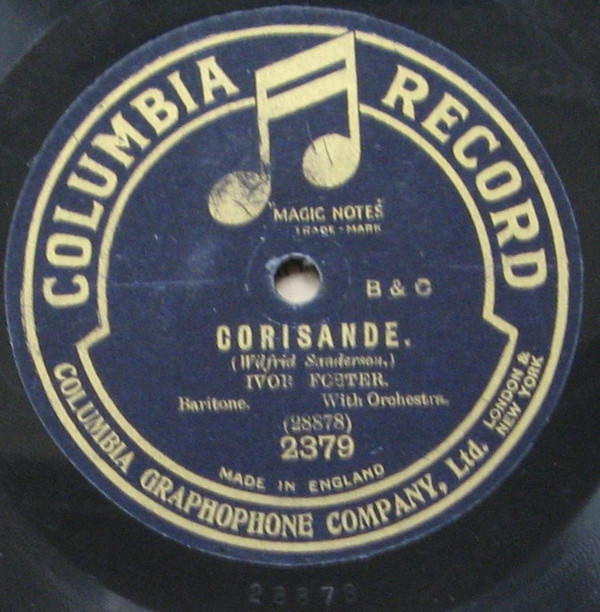 COLUMBIA RECORD
"MAGIC NOTES"
TRADE-MARK
B & C
CORISANDE.
(Wilfrid Sanderson.)
IVOR FOSTER.
Baritone. With Orchestra.
(28878)
2379
MADE IN ENGLAND
COLUMBIA GRAPHOPHONE COMPANY, Ltd. LONDON &
NEW YORK
28878